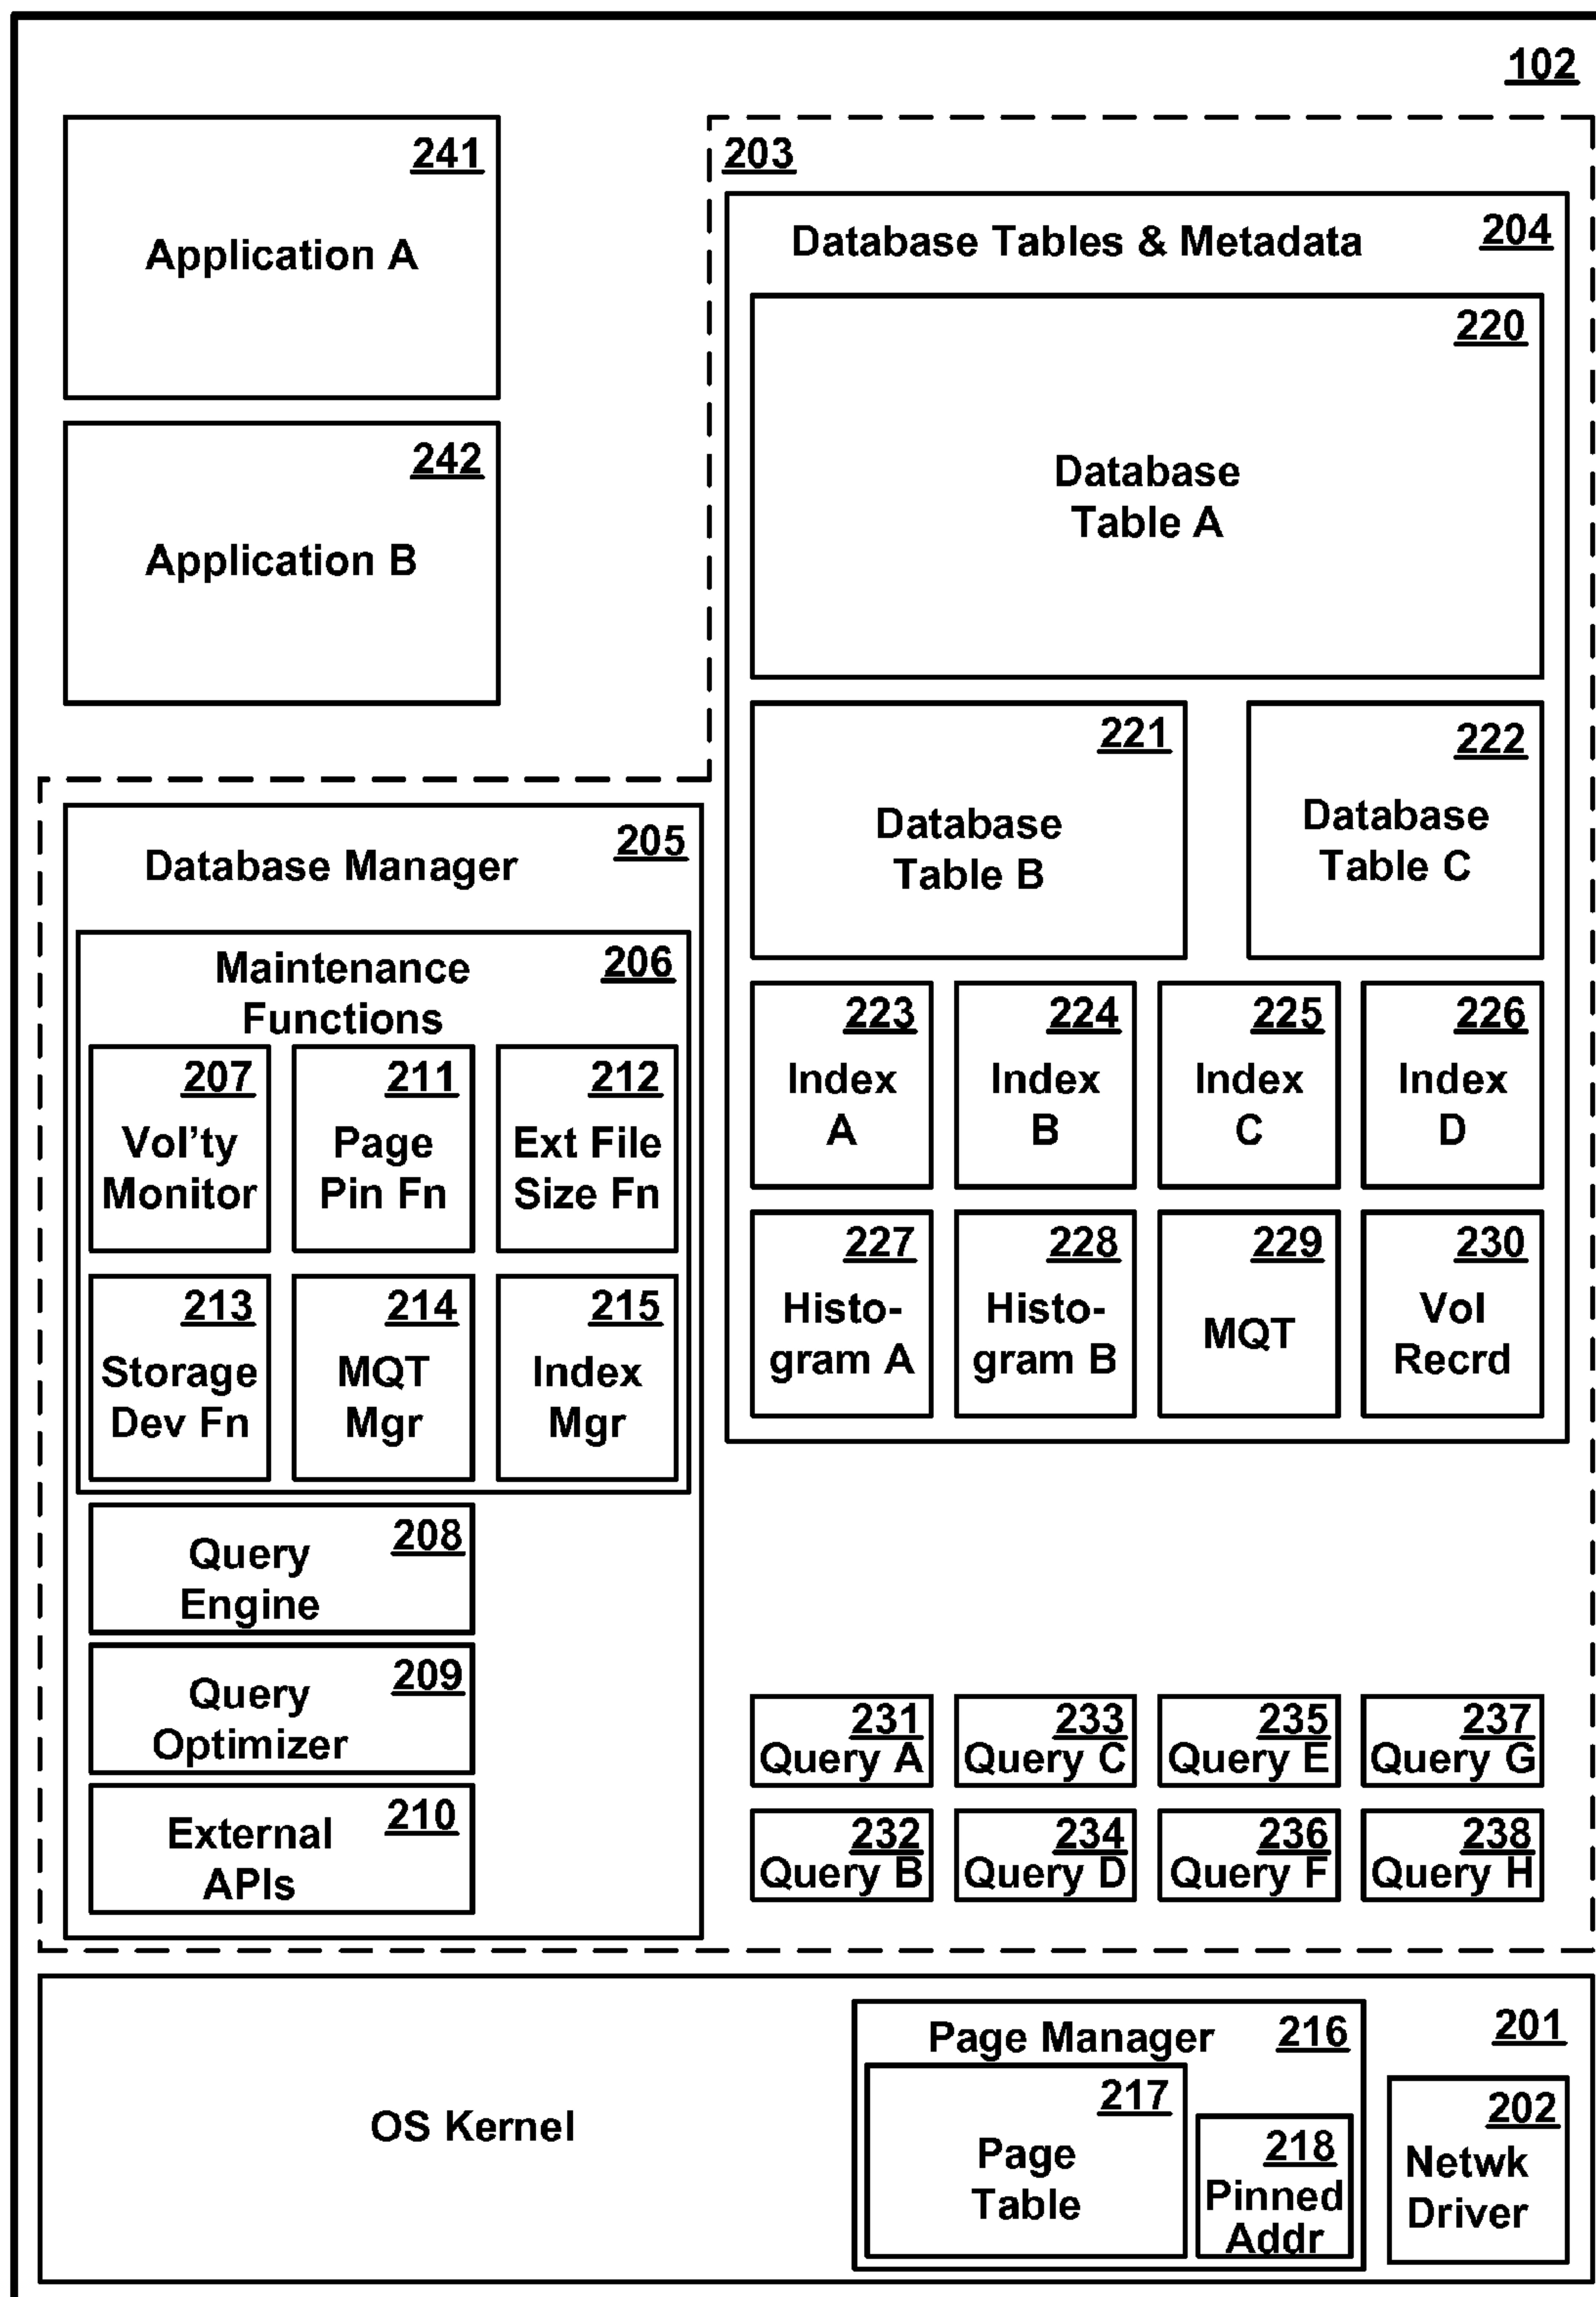 102
241
Application A
242
Application B
203
Database Tables & Metadata 204
220
Database
Table A
221
Database
Table B
222
Database
Table C
223
Index
A
224
Index
B
225
Index
C
226
Index
D
227
Histo-
gram A
228
Histo-
gram B
229
MQT
230
Vol
Recrd
Database Manager 205
Maintenance 206
Functions
207
Vol'ty
Monitor
211
Page
Pin Fn
212
Ext File
Size Fn
213
Storage
Dev Fn
214
MQT
Mgr
215
Index
Mgr
Query 208
Engine
Query 209
Optimizer
External 210
APIs
231
Query A
233
Query C
235
Query E
237
Query G
232
Query B
234
Query D
236
Query F
238
Query H
OS Kernel
Page Manager 216
217
Page
Table
218
Pinned
Addr
201
202
Netwk
Driver